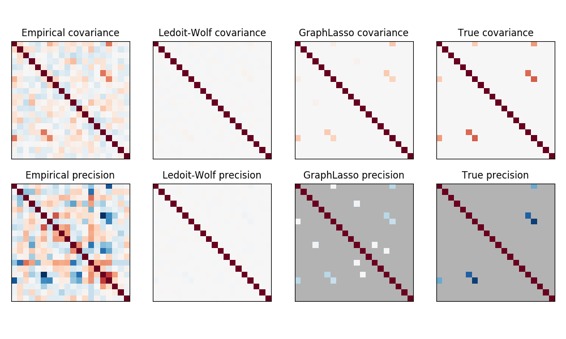 Empirical covariance
Ledoit-Wolf covariance
GraphLasso covariance
True covariance
Empirical precision
Ledoit-Wolf precision
GraphLasso precision
True precision